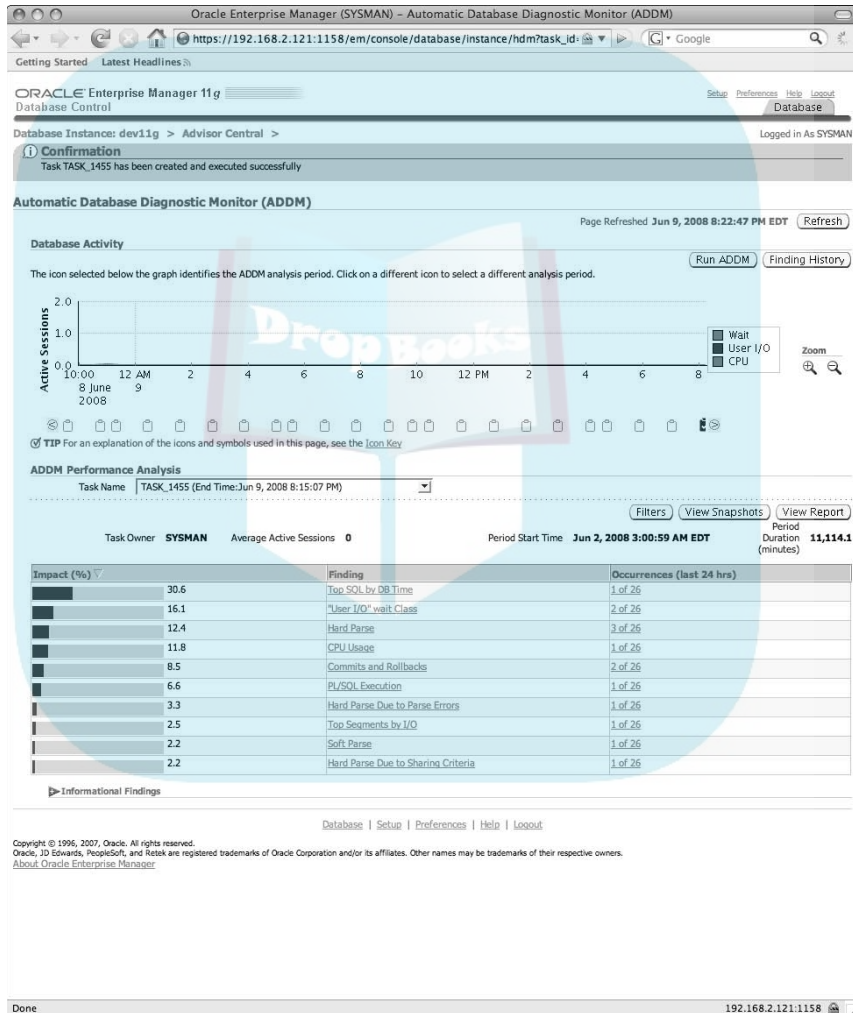 Oracle Enterprise Manager (SYSMAN) – Automatic Database Diagnostic Monitor (ADDM)
https://192.168.2.121:1158/em/console/database/instance/hdm?task_id=
G Google
Getting Started Latest Headlines
ORACLE Enterprise Manager 11g
Database Control
Setup Preferences Help Logout
Database
Database Instance: dev11g > Advisor Central >
Logged in As SYSMAN
Confirmation
Task TASK_1455 has been created and executed successfully
Automatic Database Diagnostic Monitor (ADDM)
Page Refreshed Jun 9, 2008 8:22:47 PM EDT Refresh
Database Activity
Run ADDM Finding History
The icon selected below the graph identifies the ADDM analysis period. Click on a different icon to select a different analysis period.
Active Sessions
2.0
1.0
0.0
10:00 12 AM 2 4 6 8 10 12 PM 2 4 6 8
8 June 9
2008
Wait
User I/O
CPU
Zoom
DropBooks
TIP For an explanation of the icons and symbols used in this page, see the Icon Key
ADDM Performance Analysis
Task Name TASK_1455 (End Time:Jun 9, 2008 8:15:07 PM)
Filters View Snapshots View Report
Task Owner SYSMAN Average Active Sessions 0 Period Start Time Jun 2, 2008 3:00:59 AM EDT Period Duration (minutes) 11,114.1
Impact (%) Finding Occurrences (last 24 hrs)
30.6 Top SQL by DB Time 1 of 26
16.1 "User I/O" wait Class 2 of 26
12.4 Hard Parse 3 of 26
11.8 CPU Usage 1 of 26
8.5 Commits and Rollbacks 2 of 26
6.6 PL/SQL Execution 1 of 26
3.3 Hard Parse Due to Parse Errors 1 of 26
2.5 Top Segments by I/O 1 of 26
2.2 Soft Parse 1 of 26
2.2 Hard Parse Due to Sharing Criteria 1 of 26
Informational Findings
Database | Setup | Preferences | Help | Logout
Copyright © 1996, 2007, Oracle. All rights reserved.
Oracle, JD Edwards, PeopleSoft, and Retek are registered trademarks of Oracle Corporation and/or its affiliates. Other names may be trademarks of their respective owners.
About Oracle Enterprise Manager
Done
192.168.2.121:1158